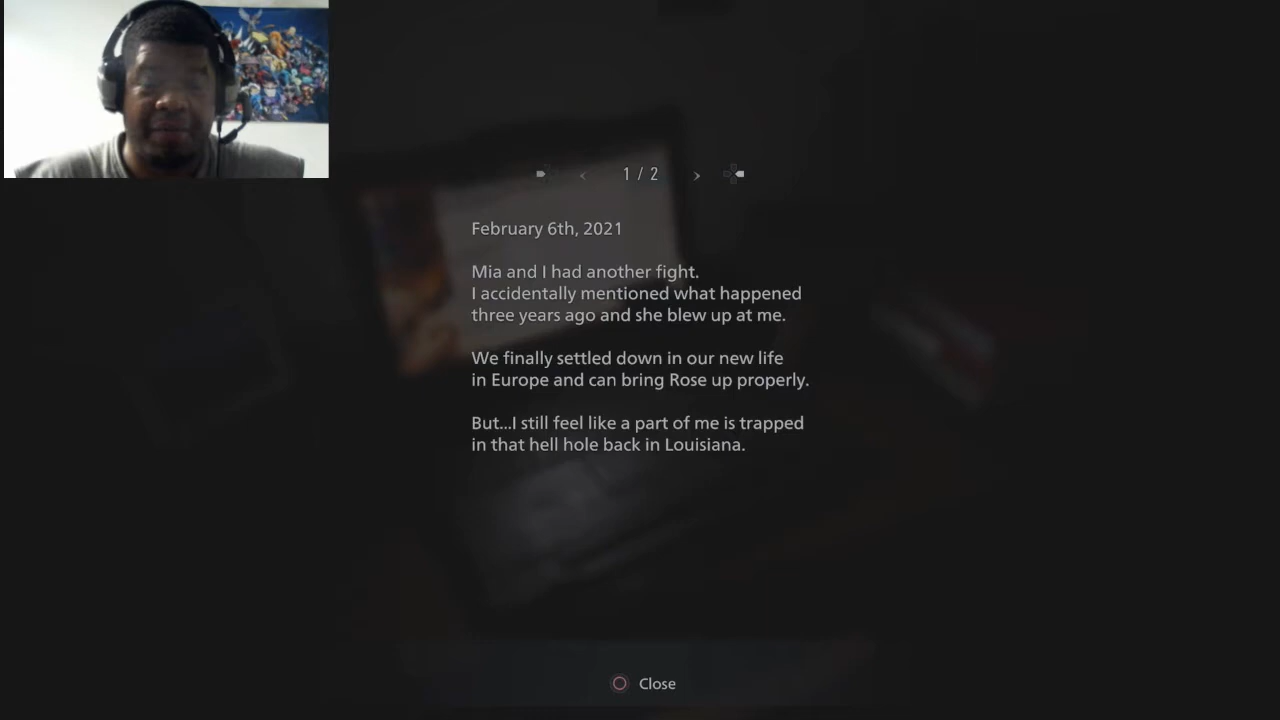 1 / 2
February 6th, 2021
Mia and I had another fight.
I accidentally mentioned what happened
three years ago and she blew up at me.
We finally settled down in our new life
in Europe and can bring Rose up properly.
But...I still feel like a part of me is trapped
in that hell hole back in Louisiana.
Close